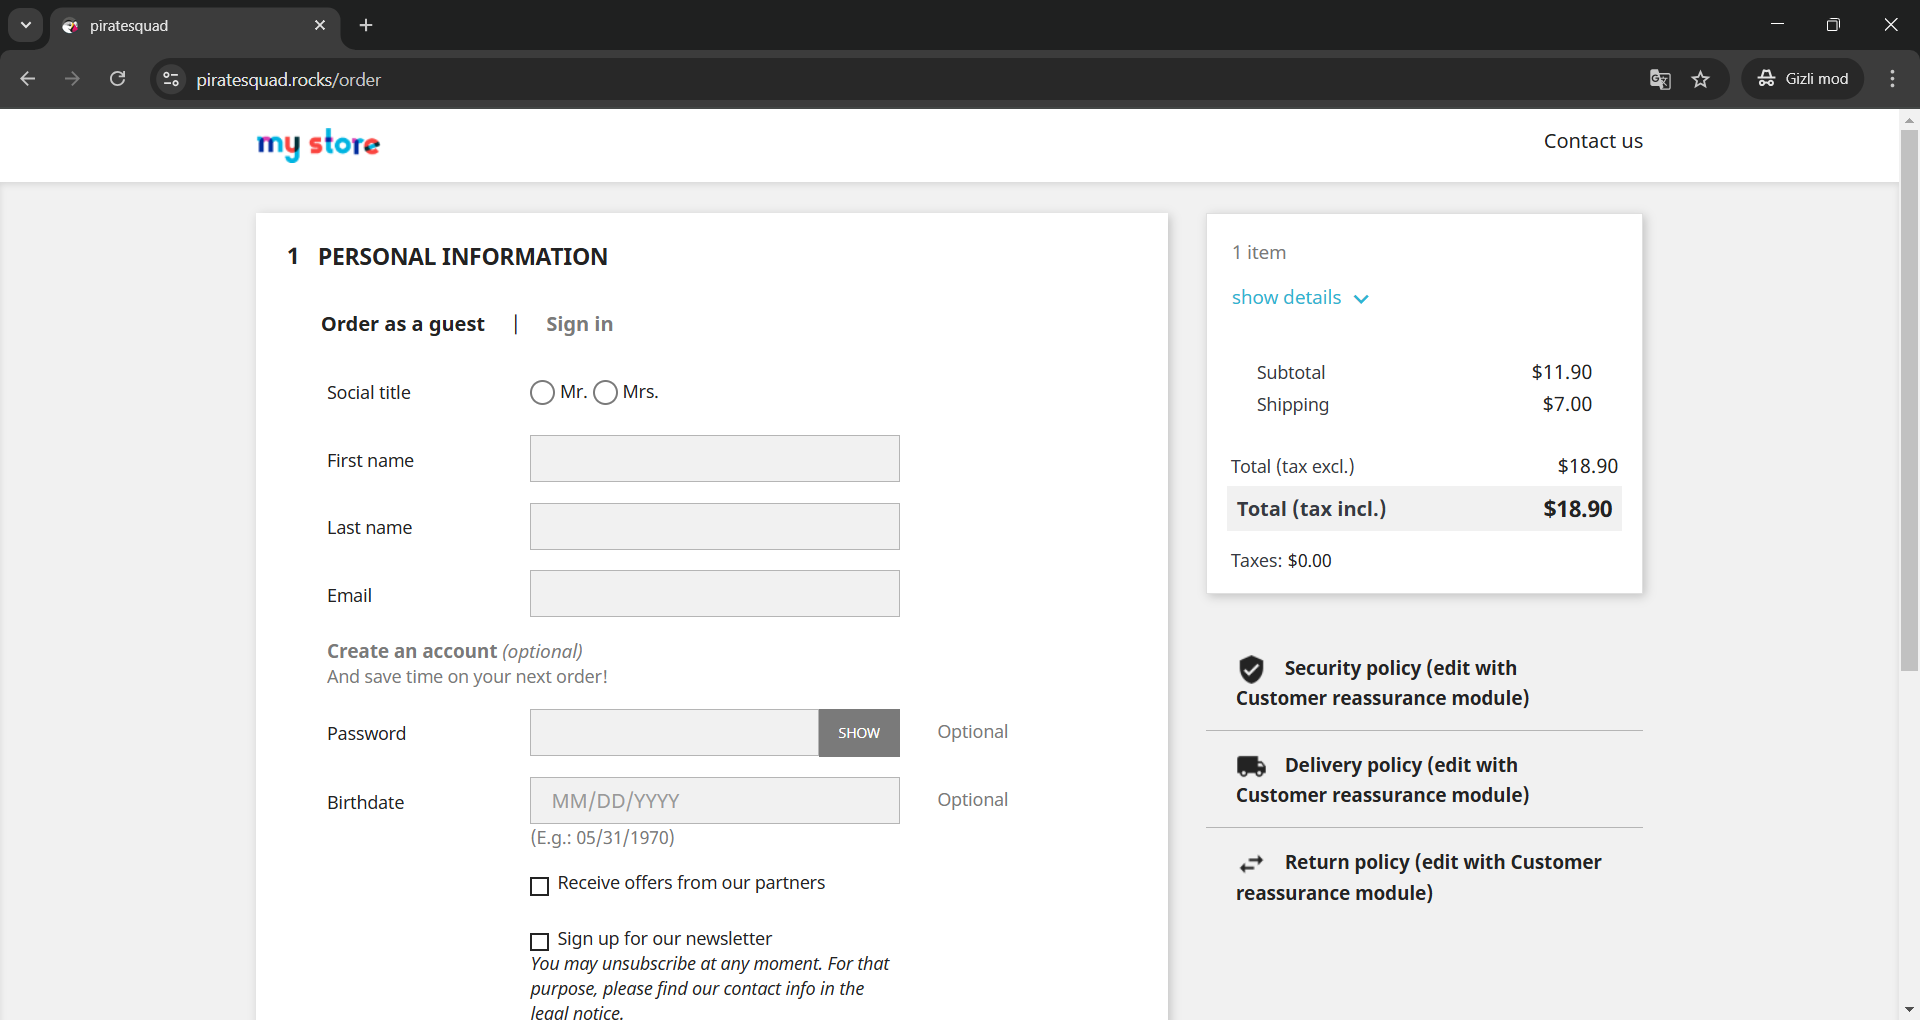 piratesquad
piratesquad.rocks/order
Gizli mod
my store
Contact us
1 PERSONAL INFORMATION
Order as a guest | Sign in
Social title
Mr. Mrs.
First name
Last name
Email
Create an account (optional)
And save time on your next order!
Password
SHOW
Optional
Birthdate
MM/DD/YYYY
Optional
(E.g.: 05/31/1970)
Receive offers from our partners
Sign up for our newsletter
You may unsubscribe at any moment. For that
purpose, please find our contact info in the
legal notice.
1 item
show details
Subtotal $11.90
Shipping $7.00
Total (tax excl.) $18.90
Total (tax incl.) $18.90
Taxes: $0.00
Security policy (edit with
Customer reassurance module)
Delivery policy (edit with
Customer reassurance module)
Return policy (edit with Customer
reassurance module)